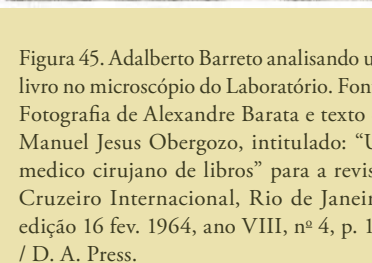 Figura 45. Adalberto Barreto analisando
livro no microscópio do Laboratório.
Fotografia de Alexandre Barata e texto
Manuel Jesus Obergozo, intitulado:
medico cirujano de libros” para a
Cruzeiro Internacional, Rio de
edição 16 fev. 1964, ano VIII, nº 4, p.
/ D. A. Press.